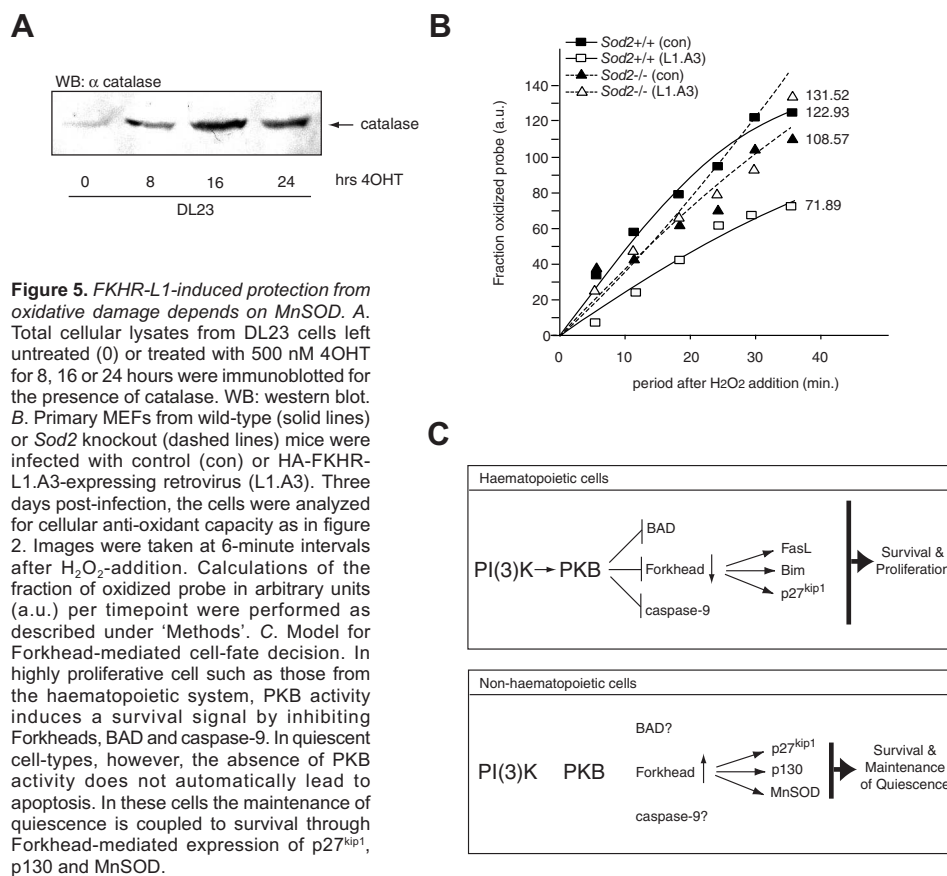 A
WB: α catalase
← catalase
0 8 16 24 hrs 4OHT
DL23
Figure 5. FKHR-L1-induced protection from
oxidative damage depends on MnSOD. A.
Total cellular lysates from DL23 cells left
untreated (0) or treated with 500 nM 4OHT
for 8, 16 or 24 hours were immunoblotted for
the presence of catalase. WB: western blot.
B. Primary MEFs from wild-type (solid lines)
or Sod2 knockout (dashed lines) mice were
infected with control (con) or HA-FKHR-
L1.A3-expressing retrovirus (L1.A3). Three
days post-infection, the cells were analyzed
for cellular anti-oxidant capacity as in figure
2. Images were taken at 6-minute intervals
after H₂O₂-addition. Calculations of the
fraction of oxidized probe in arbitrary units
(a.u.) per timepoint were performed as
described under ‘Methods’. C. Model for
Forkhead-mediated cell-fate decision. In
highly proliferative cell such as those from
the haematopoietic system, PKB activity
induces a survival signal by inhibiting
Forkheads, BAD and caspase-9. In quiescent
cell-types, however, the absence of PKB
activity does not automatically lead to
apoptosis. In these cells the maintenance of
quiescence is coupled to survival through
Forkhead-mediated expression of p27ᵏⁱᵖ¹,
p130 and MnSOD.
B
Sod2+/+ (con)
Sod2+/+ (L1.A3)
Sod2-/- (con)
Sod2-/- (L1.A3)
Fraction oxidized probe (a.u.)
140
120
100
80
60
40
20
0
131.52
122.93
108.57
71.89
0 10 20 30 40
period after H2O2 addition (min.)
C
Haematopoietic cells
BAD
PI(3)K → PKB
Forkhead ↓
caspase-9
FasL
Bim
p27ᵏⁱᵖ¹
Survival &
Proliferation
Non-haematopoietic cells
BAD?
PI(3)K PKB
Forkhead ↑
caspase-9?
p27ᵏⁱᵖ¹
p130
MnSOD
Survival &
Maintenance
of Quiescence